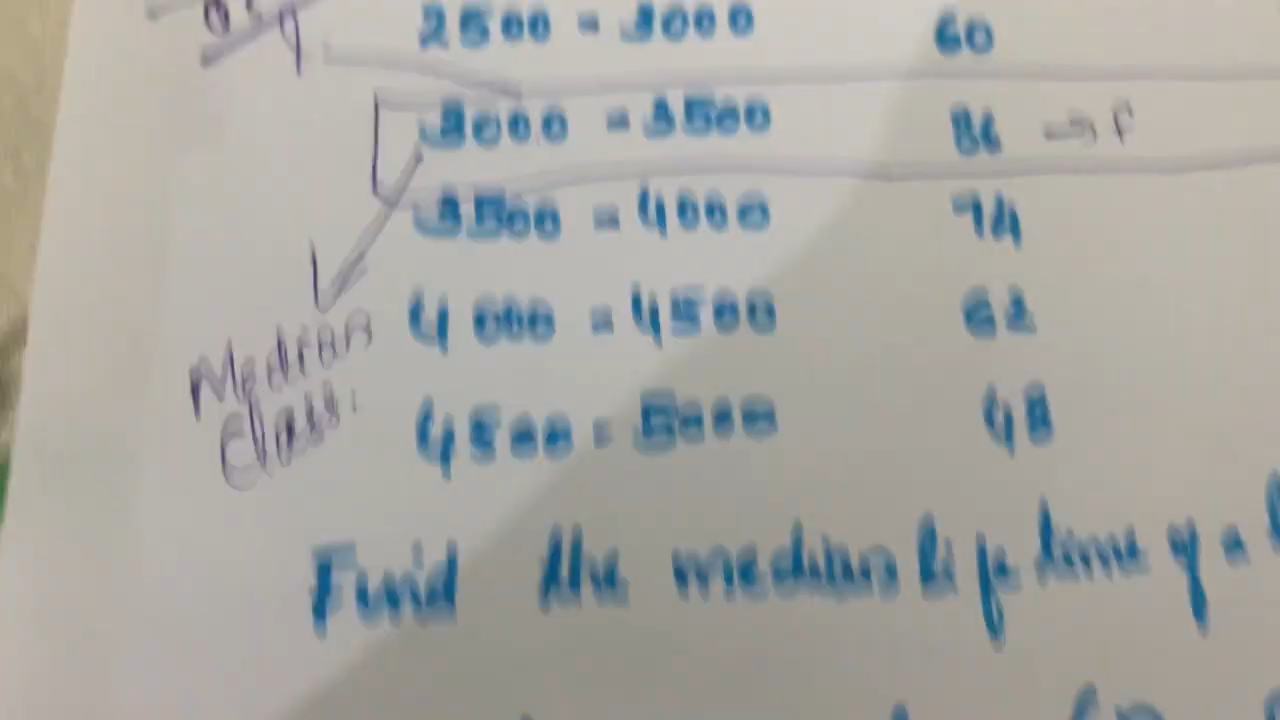 2500 - 3000 60
3000 - 3500 86 → f
3500 - 4000 74
4000 - 4500 62
4500 - 5000 48
Median
Class.
Find the median life time of a